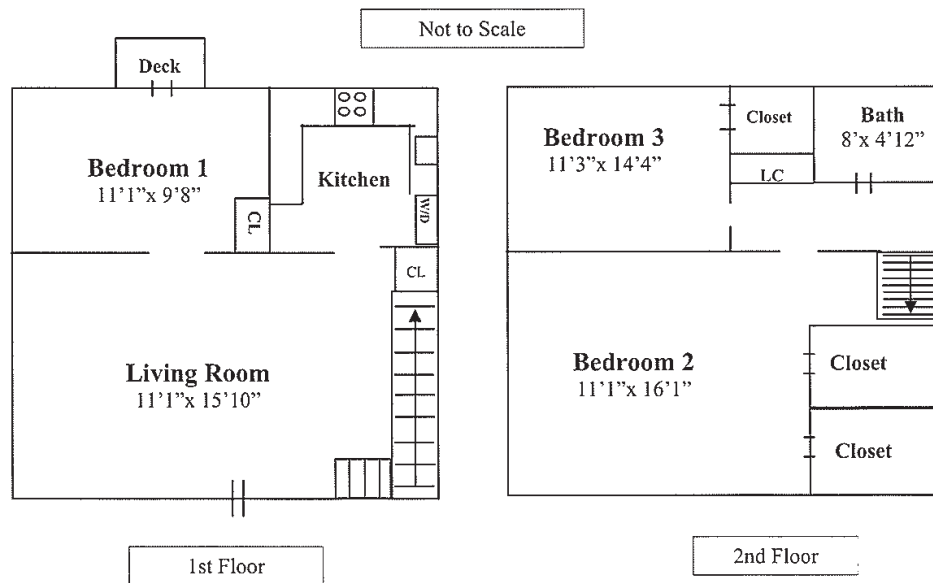 Not to Scale
Deck
Bedroom 1
11'1”x 9'8”
CL
Kitchen
W/D
CL
Living Room
11'1”x 15'10”
1st Floor
Bedroom 3
11'3”x 14'4”
Closet
LC
Bath
8'x 4'12”
Bedroom 2
11'1”x 16'1”
Closet
Closet
2nd Floor